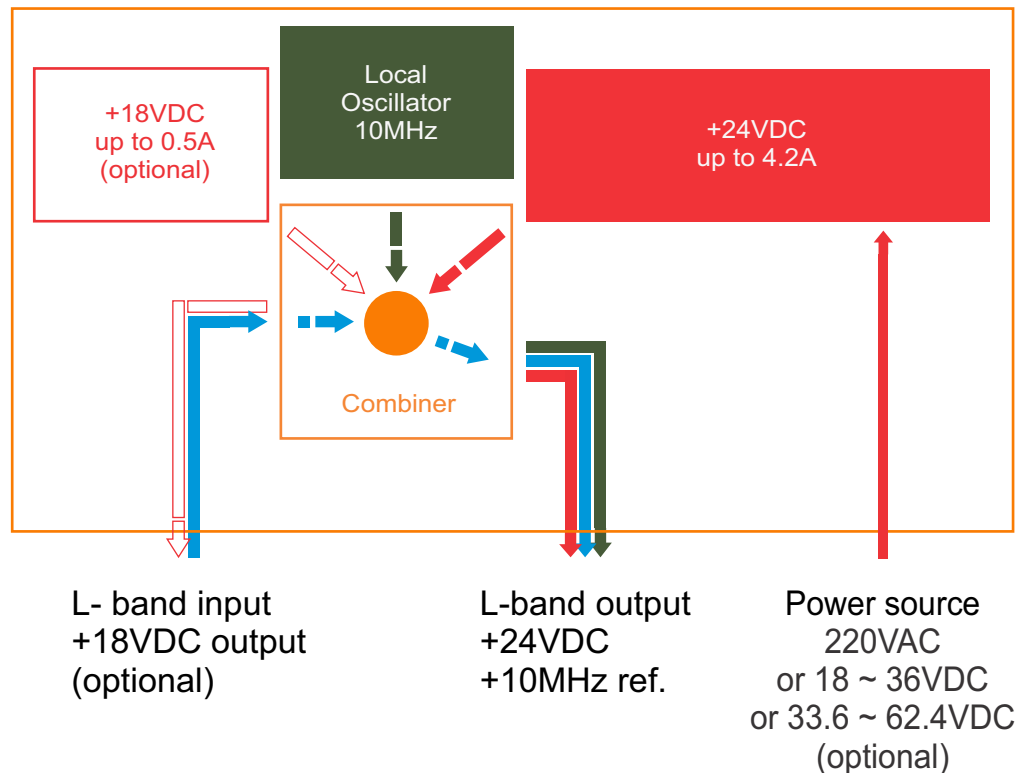 +18VDC
up to 0.5A
(optional)
Local
Oscillator
10MHz
+24VDC
up to 4.2A
Combiner
L- band input
+18VDC output
(optional)
L-band output
+24VDC
+10MHz ref.
Power source
220VAC
or 18 ~ 36VDC
or 33.6 ~ 62.4VDC
(optional)